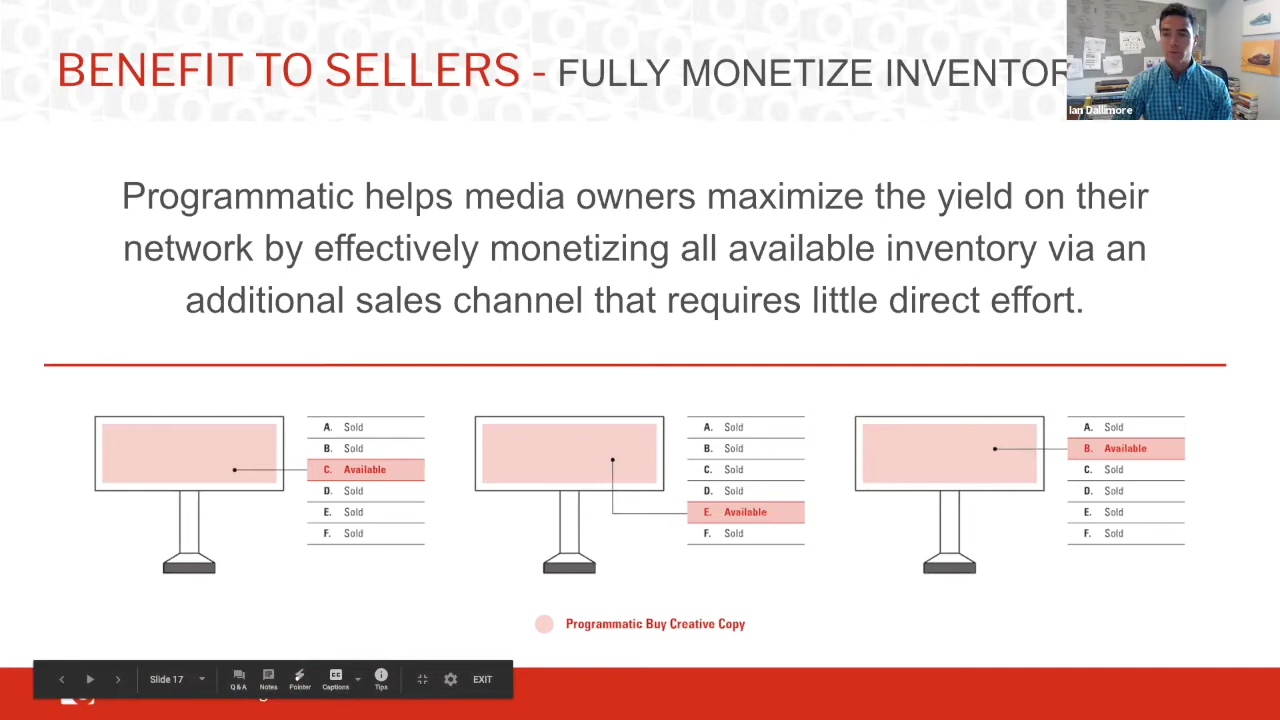 BENEFIT TO SELLERS - FULLY MONETIZE INVENTOR
Ian Dallimore
Programmatic helps media owners maximize the yield on their
network by effectively monetizing all available inventory via an
additional sales channel that requires little direct effort.
A. Sold
B. Sold
C. Available
D. Sold
E. Sold
F. Sold
A. Sold
B. Sold
C. Sold
D. Sold
E. Available
F. Sold
A. Sold
B. Available
C. Sold
D. Sold
E. Sold
F. Sold
Programmatic Buy Creative Copy
Slide 17
Q & A
Notes
Pointer
CC
Captions
Tips
EXIT